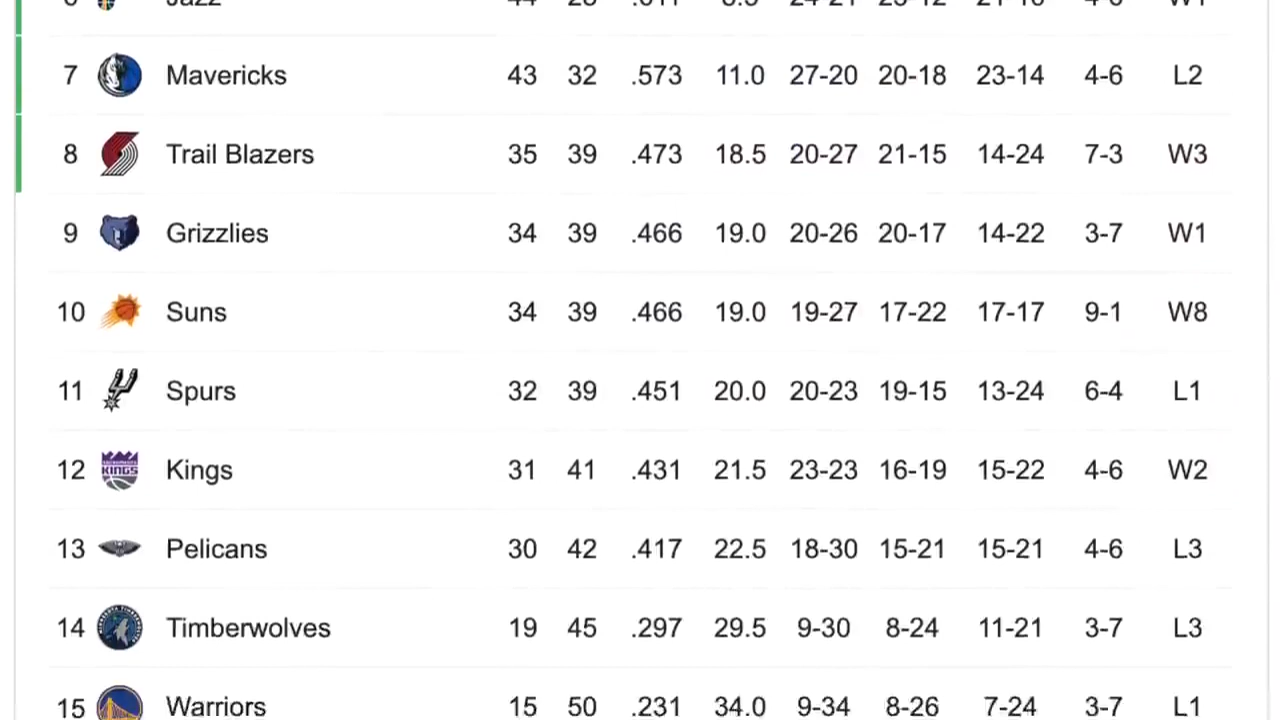 7 Mavericks 43 32 .573 11.0 27-20 20-18 23-14 4-6 L2
8 Trail Blazers 35 39 .473 18.5 20-27 21-15 14-24 7-3 W3
9 Grizzlies 34 39 .466 19.0 20-26 20-17 14-22 3-7 W1
10 Suns 34 39 .466 19.0 19-27 17-22 17-17 9-1 W8
11 Spurs 32 39 .451 20.0 20-23 19-15 13-24 6-4 L1
12 KINGS Kings 31 41 .431 21.5 23-23 16-19 15-22 4-6 W2
13 Pelicans 30 42 .417 22.5 18-30 15-21 15-21 4-6 L3
14 Timberwolves 19 45 .297 29.5 9-30 8-24 11-21 3-7 L3
15 Warriors 15 50 .231 34.0 9-34 8-26 7-24 3-7 L1